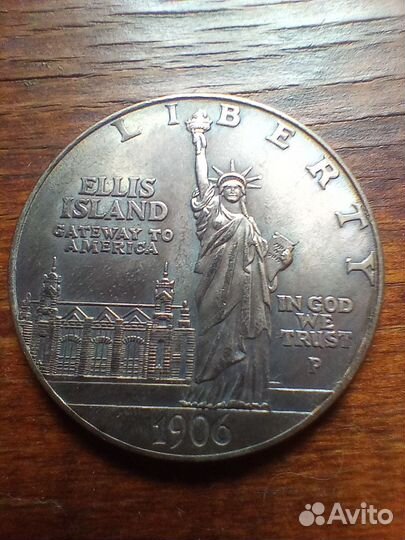 LIBERTY
ELLIS
ISLAND
GATEWAY TO
AMERICA
IN GOD
WE
TRUST
P
1906
Avito